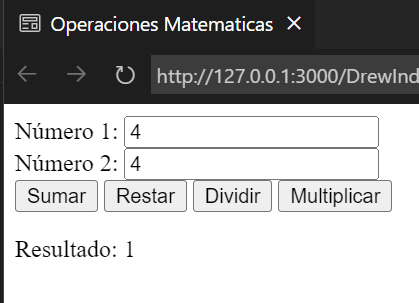 Operaciones Matematicas
http://127.0.0.1:3000/DrewInd
Número 1: 4
Número 2: 4
Sumar Restar Dividir Multiplicar
Resultado: 1